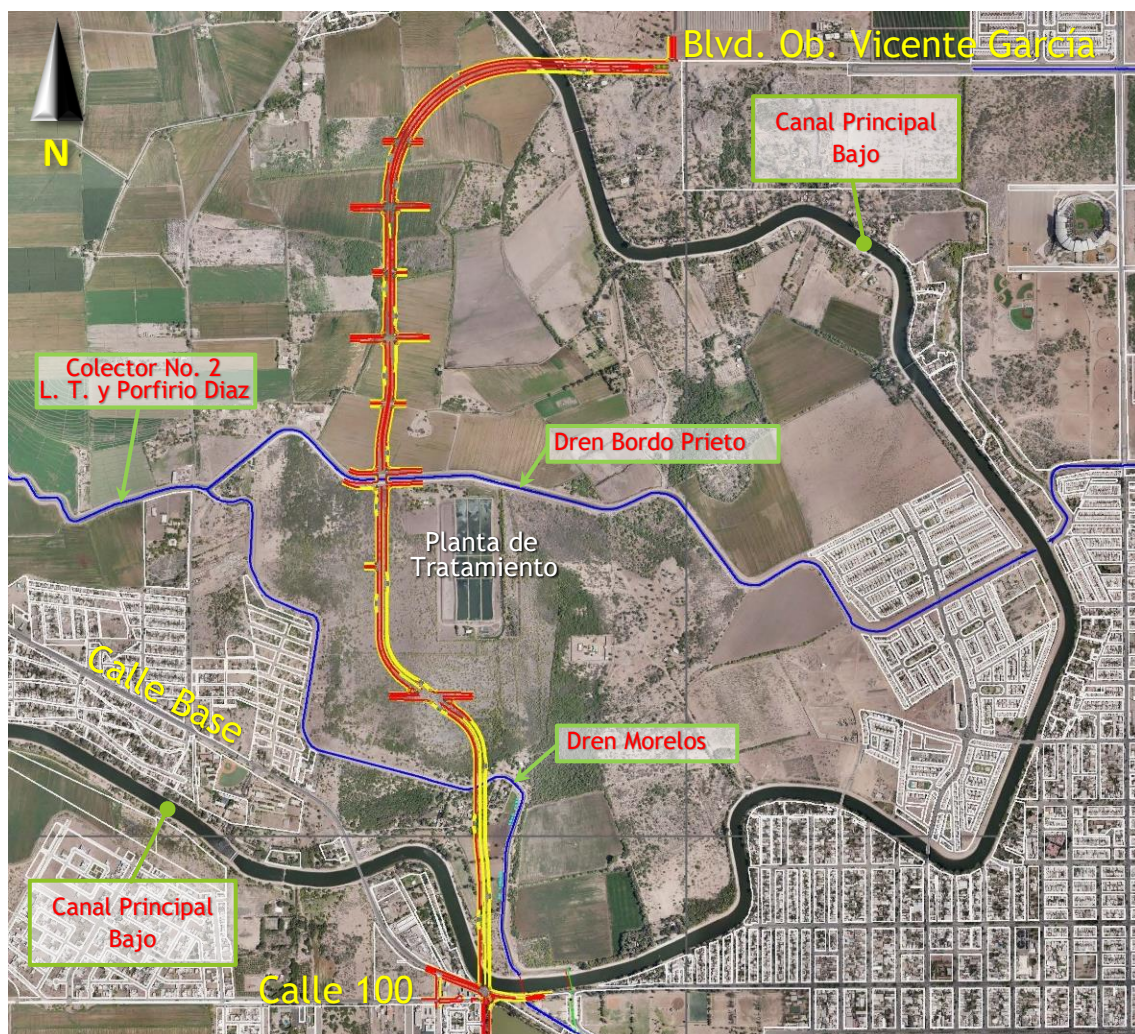 Blvd. Ob. Vicente García
N
Canal Principal
Bajo
Colector No. 2
L. T. y Porfirio Diaz
Dren Bordo Prieto
Planta de
Tratamiento
Calle Base
Dren Morelos
Canal Principal
Bajo
Calle 100